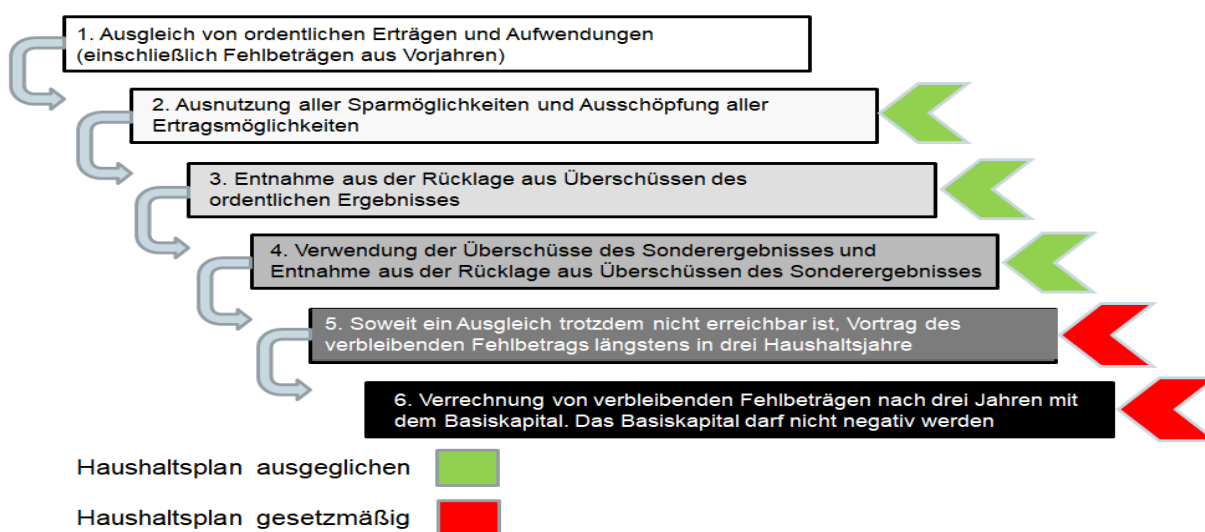 1. Ausgleich von ordentlichen Erträgen und Aufwendungen
(einschließlich Fehlbeträgen aus Vorjahren)
2. Ausnutzung aller Sparmöglichkeiten und Ausschöpfung aller
Ertragsmöglichkeiten
3. Entnahme aus der Rücklage aus Überschüssen des
ordentlichen Ergebnisses
4. Verwendung der Überschüsse des Sonderergebnisses und
Entnahme aus der Rücklage aus Überschüssen des Sonderergebnisses
5. Soweit ein Ausgleich trotzdem nicht erreichbar ist, Vortrag des
verbleibenden Fehlbetrags längstens in drei Haushaltsjahre
6. Verrechnung von verbleibenden Fehlbeträgen nach drei Jahren mit
dem Basiskapital. Das Basiskapital darf nicht negativ werden
Haushaltsplan ausgeglichen
Haushaltsplan gesetzmäßig